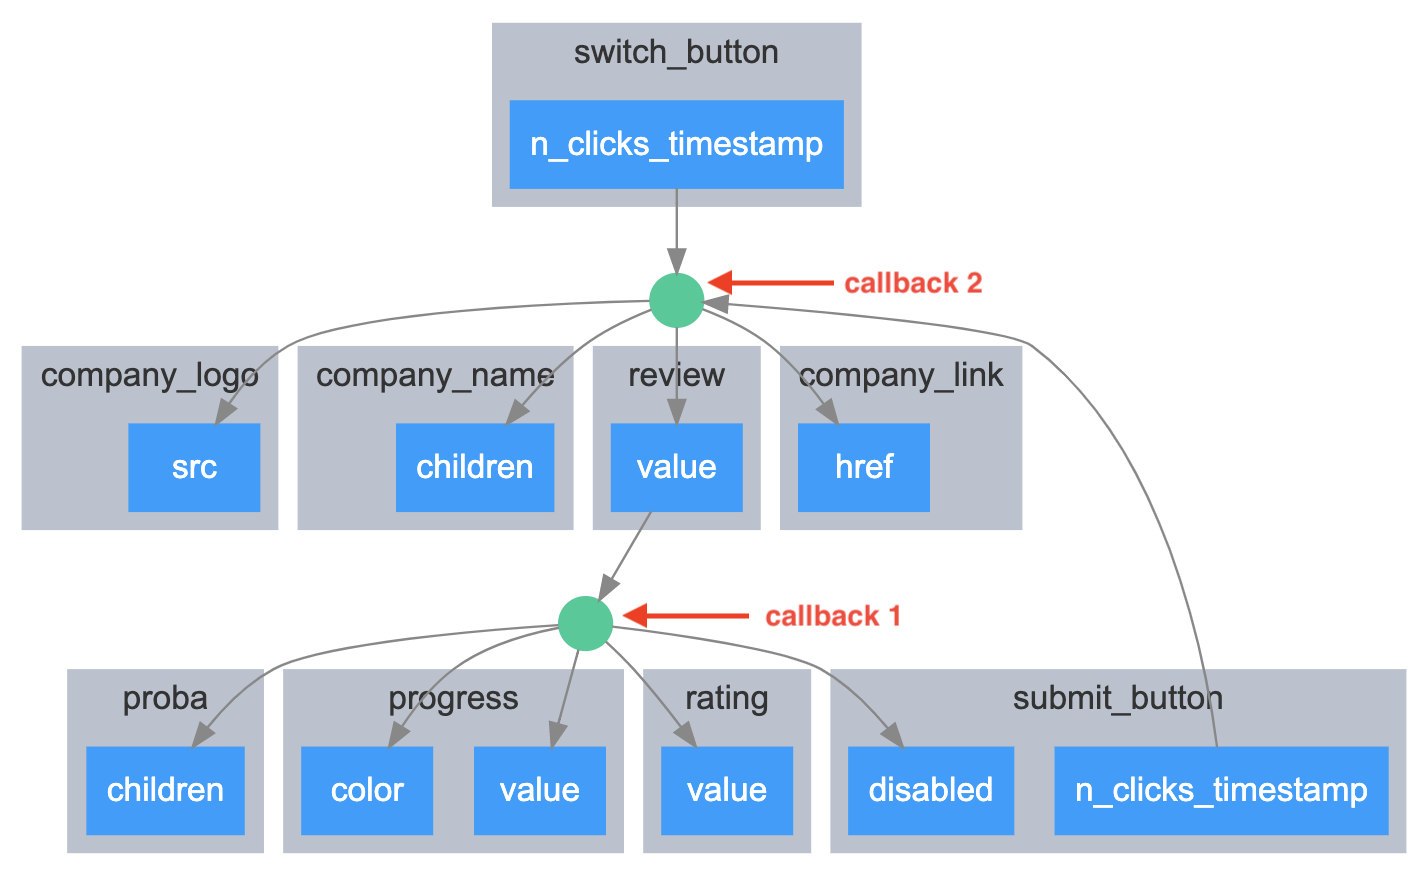 switch_button
n_clicks_timestamp
callback 2
company_logo
company_name
review
company_link
src
children
value
href
callback 1
proba
progress
rating
submit_button
children
color
value
value
disabled
n_clicks_timestamp